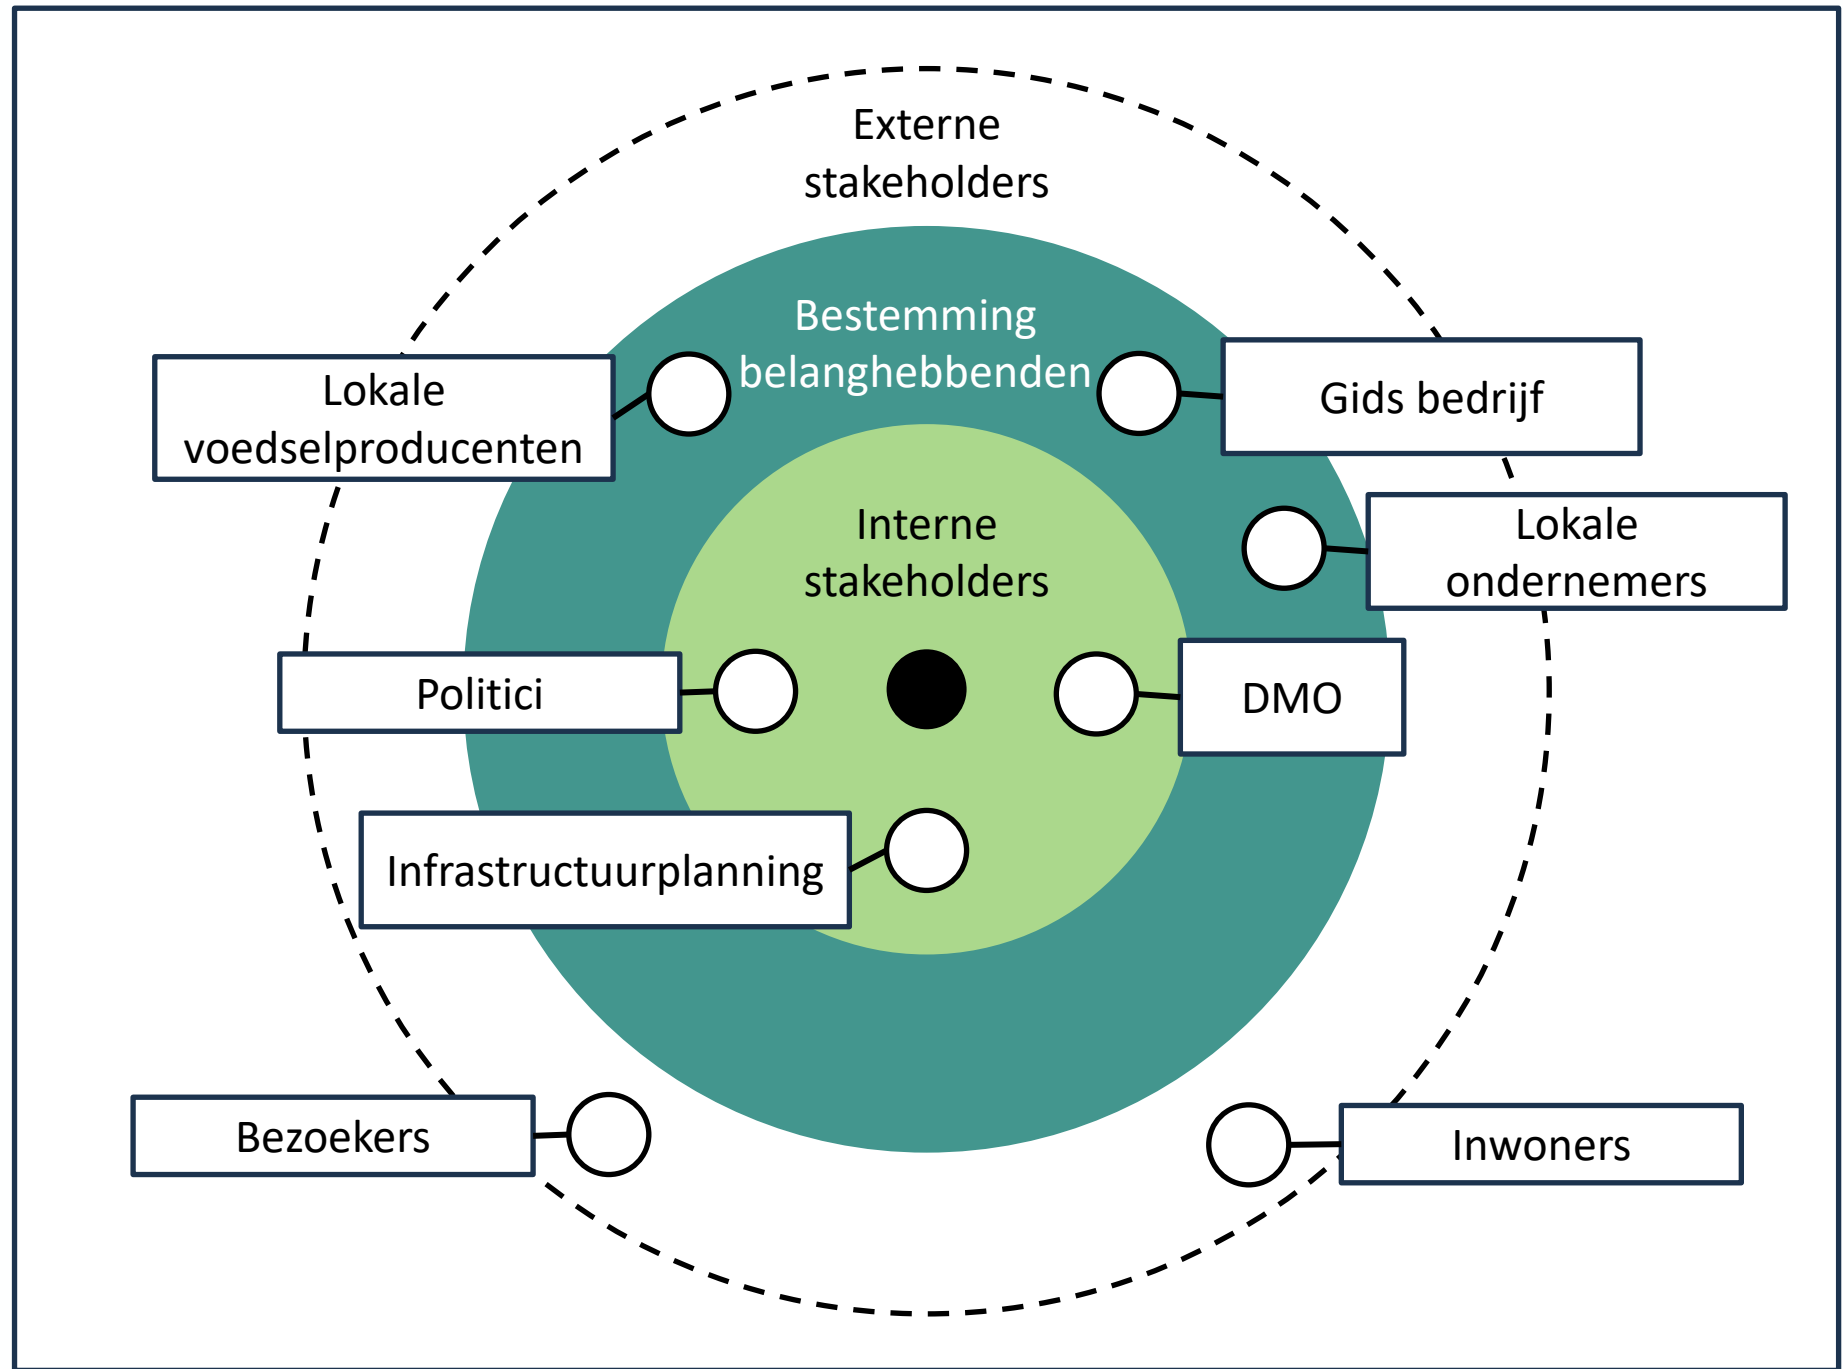 Externe
stakeholders
Bestemming
belanghebbenden
Lokale
voedselproducenten
Gids bedrijf
Interne
stakeholders
Lokale
ondernemers
Politici
DMO
Infrastructuurplanning
Bezoekers
Inwoners